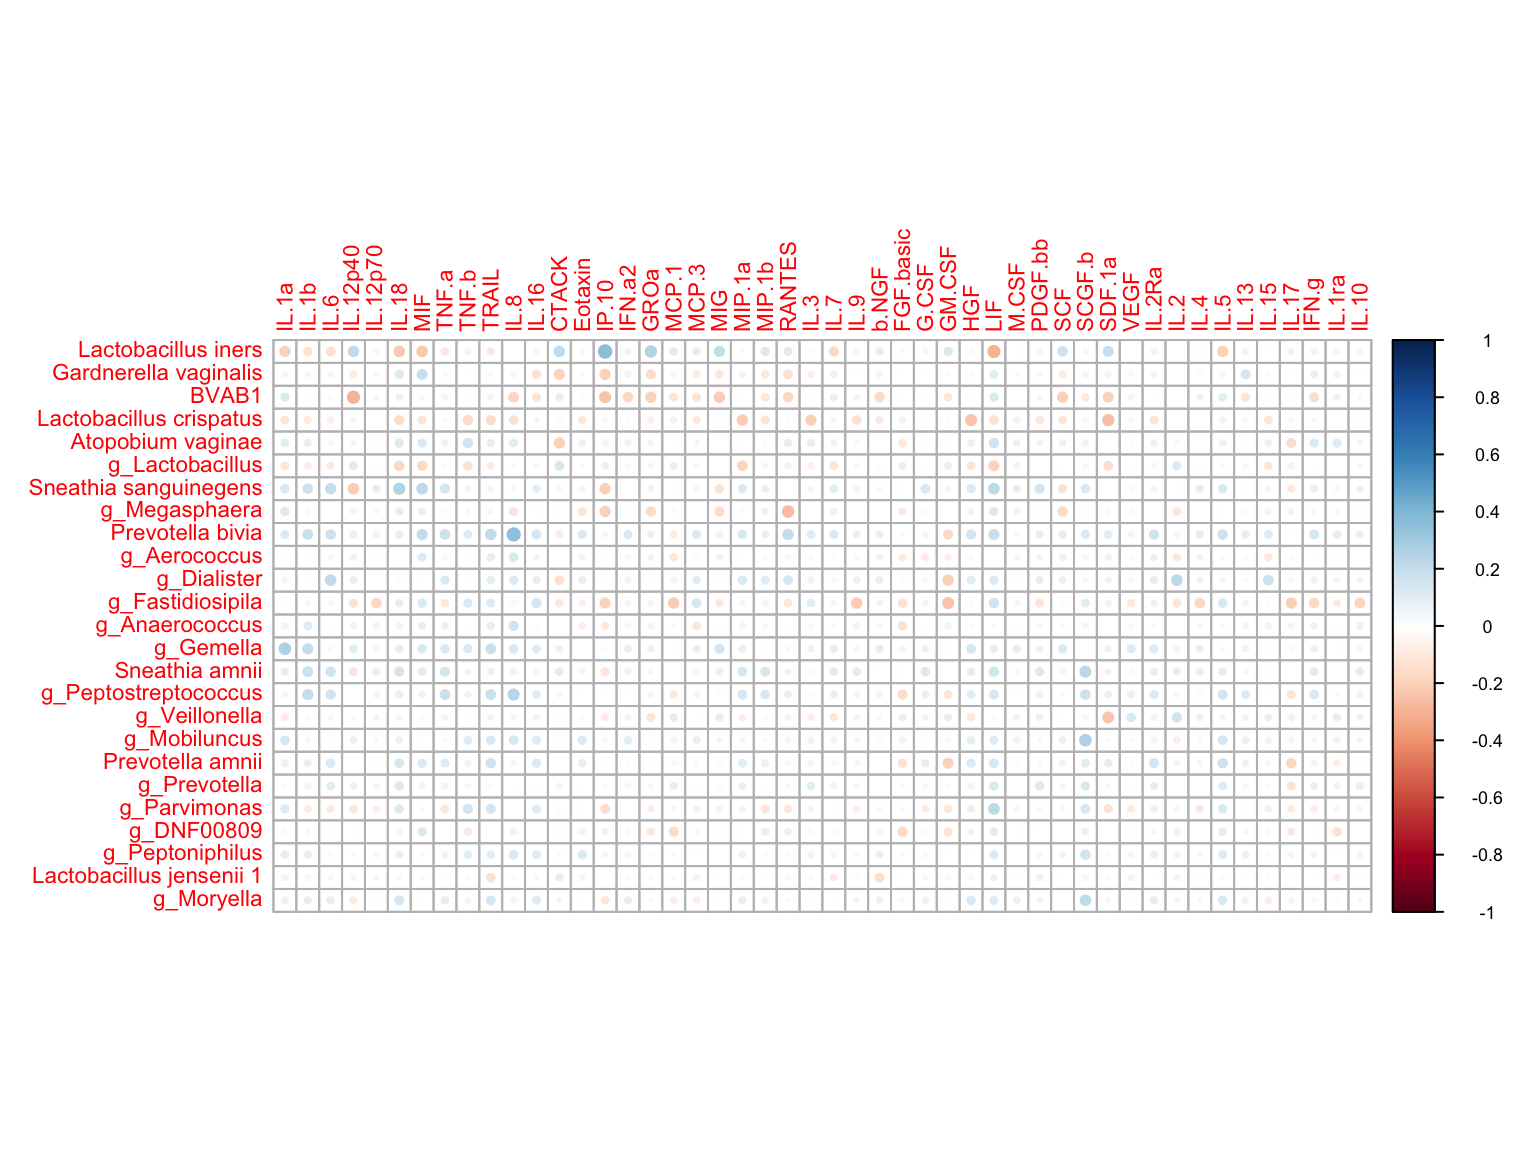 IL.1a
IL.1b
IL.6
IL.12p40
IL.12p70
IL.18
MIF
TNF.a
TNF.b
TRAIL
IL.8
IL.16
CTACK
Eotaxin
IP.10
IFN.a2
GROa
MCP.1
MCP.3
MIG
MIP.1a
MIP.1b
RANTES
IL.3
IL.7
IL.9
b.NGF
FGF.basic
G.CSF
GM.CSF
HGF
LIF
M.CSF
PDGF.bb
SCF
SCGF.b
SDF.1a
VEGF
IL.2Ra
IL.2
IL.4
IL.5
IL.13
IL.15
IL.17
IFN.g
IL.1ra
IL.10
Lactobacillus iners
Gardnerella vaginalis
BVAB1
Lactobacillus crispatus
Atopobium vaginae
g_Lactobacillus
Sneathia sanguinegens
g_Megasphaera
Prevotella bivia
g_Aerococcus
g_Dialister
g_Fastidiosipila
g_Anaerococcus
g_Gemella
Sneathia amnii
g_Peptostreptococcus
g_Veillonella
g_Mobiluncus
Prevotella amnii
g_Prevotella
g_Parvimonas
g_DNF00809
g_Peptoniphilus
Lactobacillus jensenii 1
g_Moryella
1
0.8
0.6
0.4
0.2
0
-0.2
-0.4
-0.6
-0.8
-1